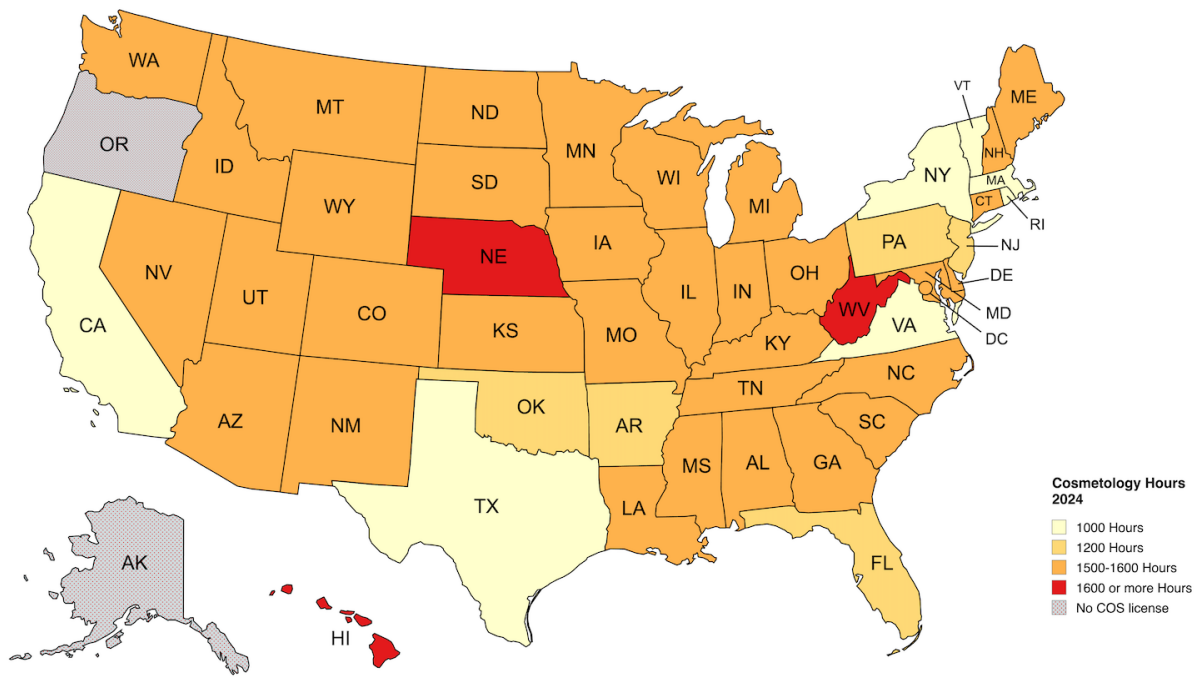 WA
VT
ME
MT
ND
OR
MN
ID
SD
WI
NH
NY
MA
WY
MI
CT
RI
IA
PA
NJ
NE
NV
OH
DE
UT
IL
IN
CO
WV
MD
CA
KS
MO
VA
DC
KY
NC
TN
OK
AZ
NM
AR
SC
MS
AL
GA
TX
LA
AK
FL
HI
Cosmetology Hours
2024
1000 Hours
1200 Hours
1500-1600 Hours
1600 or more Hours
No COS license